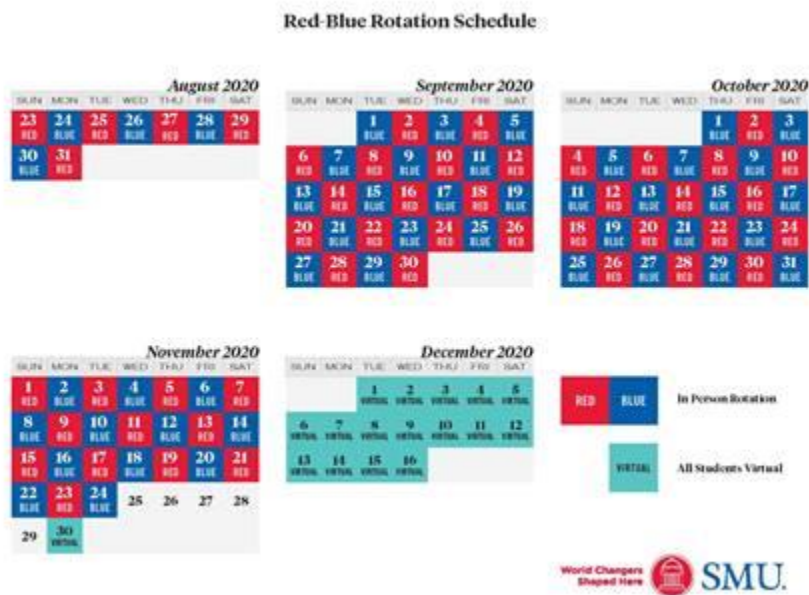 Red-Blue Rotation Schedule
August 2020
SUN MON TUE WED THU FRI SAT
23 24 25 26 27 28 29
RED BLUE RED BLUE RED BLUE RED
30 31
BLUE RED
September 2020
SUN MON TUE WED THU FRI SAT
1 2 3 4 5
BLUE RED BLUE RED BLUE
6 7 8 9 10 11 12
RED BLUE RED BLUE RED BLUE RED
13 14 15 16 17 18 19
BLUE RED BLUE RED BLUE RED BLUE
20 21 22 23 24 25 26
RED BLUE RED BLUE RED BLUE RED
27 28 29 30
BLUE RED BLUE RED
October 2020
SUN MON TUE WED THU FRI SAT
1 2 3
BLUE RED BLUE
4 5 6 7 8 9 10
RED BLUE RED BLUE RED BLUE RED
11 12 13 14 15 16 17
BLUE RED BLUE RED BLUE RED BLUE
18 19 20 21 22 23 24
RED BLUE RED BLUE RED BLUE RED
25 26 27 28 29 30 31
BLUE RED BLUE RED BLUE RED BLUE
November 2020
SUN MON TUE WED THU FRI SAT
1 2 3 4 5 6 7
RED BLUE RED BLUE RED BLUE RED
8 9 10 11 12 13 14
BLUE RED BLUE RED BLUE RED BLUE
15 16 17 18 19 20 21
RED BLUE RED BLUE RED BLUE RED
22 23 24 25 26 27 28
BLUE RED BLUE
29 30
VIRTUAL
December 2020
SUN MON TUE WED THU FRI SAT
1 2 3 4 5
VIRTUAL VIRTUAL VIRTUAL VIRTUAL VIRTUAL
6 7 8 9 10 11 12
VIRTUAL VIRTUAL VIRTUAL VIRTUAL VIRTUAL VIRTUAL VIRTUAL
13 14 15 16
VIRTUAL VIRTUAL VIRTUAL VIRTUAL
RED BLUE In Person Rotation
VIRTUAL All Students Virtual
World Changers
Shaped Here
SMU.